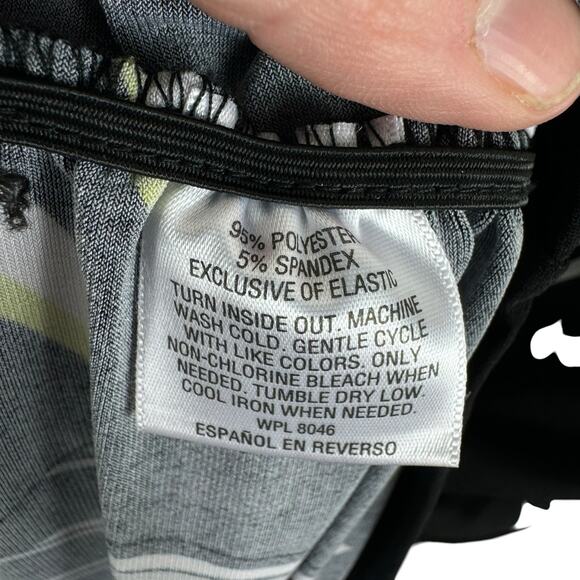 95% POLYESTER
5% SPANDEX
EXCLUSIVE OF ELASTIC
TURN INSIDE OUT. MACHINE
WASH COLD. GENTLE CYCLE
WITH LIKE COLORS. ONLY
NON-CHLORINE BLEACH WHEN
NEEDED. TUMBLE DRY LOW.
COOL IRON WHEN NEEDED.
WPL 8046
ESPAÑOL EN REVERSO